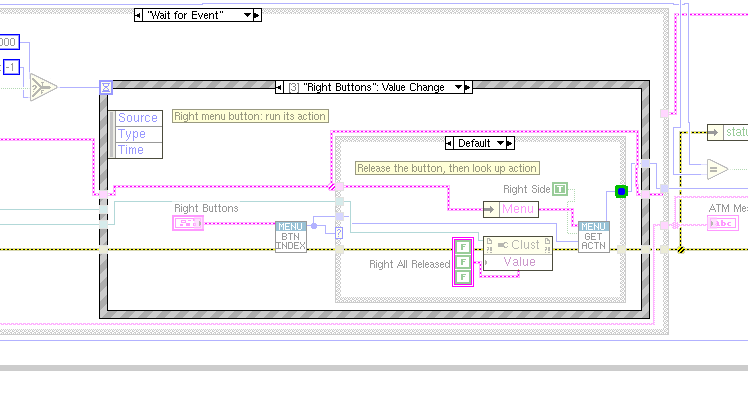 "Wait for Event"
000
-1
[3] "Right Buttons": Value Change
Source
Type
Time
Right menu button: run its action
Default
Release the button, then look up action
Right Side
T
Menu
Right Buttons
MENU
BTN
INDEX
?
MENU
GET
ACTN
Clust
Value
Right All Released
F
F
F
statu
=
ATM Me
abc